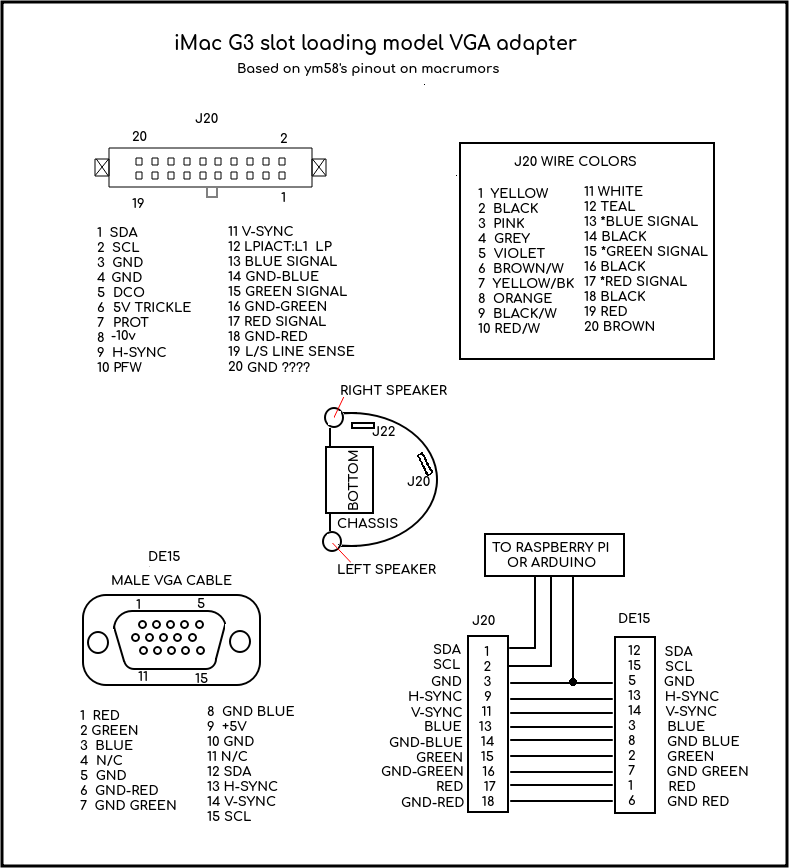 iMac G3 slot loading model VGA adapter
Based on ym58's pinout on macrumors
J20
20 2
19 1
1 SDA
2 SCL
3 GND
4 GND
5 DCO
6 5V TRICKLE
7 PROT
8 -10v
9 H-SYNC
10 PFW
11 V-SYNC
12 LPIACT:L1 LP
13 BLUE SIGNAL
14 GND-BLUE
15 GREEN SIGNAL
16 GND-GREEN
17 RED SIGNAL
18 GND-RED
19 L/S LINE SENSE
20 GND ????
J20 WIRE COLORS
1 YELLOW
2 BLACK
3 PINK
4 GREY
5 VIOLET
6 BROWN/W
7 YELLOW/BK
8 ORANGE
9 BLACK/W
10 RED/W
11 WHITE
12 TEAL
13 *BLUE SIGNAL
14 BLACK
15 *GREEN SIGNAL
16 BLACK
17 *RED SIGNAL
18 BLACK
19 RED
20 BROWN
RIGHT SPEAKER
J22
J20
BOTTOM
CHASSIS
LEFT SPEAKER
DE15
MALE VGA CABLE
1 5
11 15
1 RED
2 GREEN
3 BLUE
4 N/C
5 GND
6 GND-RED
7 GND GREEN
8 GND BLUE
9 +5V
10 GND
11 N/C
12 SDA
13 H-SYNC
14 V-SYNC
15 SCL
TO RASPBERRY PI
OR ARDUINO
J20 DE15
SDA 1 12 SDA
SCL 2 15 SCL
GND 3 5 GND
H-SYNC 9 13 H-SYNC
V-SYNC 11 14 V-SYNC
BLUE 13 3 BLUE
GND-BLUE 14 8 GND BLUE
GREEN 15 2 GREEN
GND-GREEN 16 7 GND GREEN
RED 17 1 RED
GND-RED 18 6 GND RED